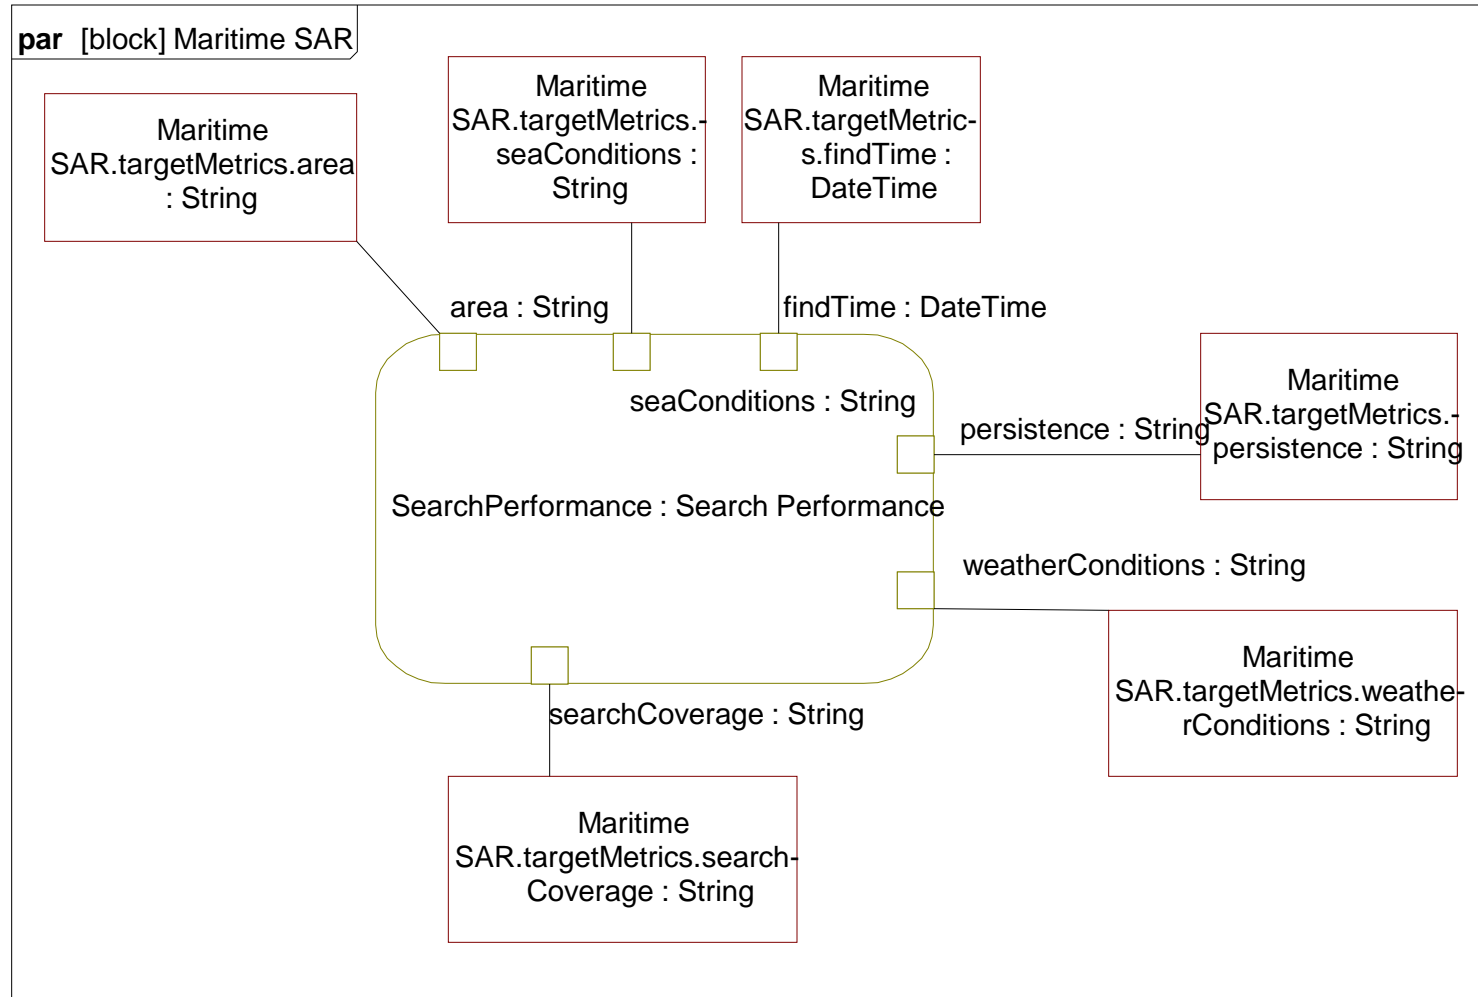 par [block] Maritime SAR
Maritime
SAR.targetMetrics.area
: String
Maritime
SAR.targetMetrics.-
seaConditions :
String
Maritime
SAR.targetMetric-
s.findTime :
DateTime
area : String
findTime : DateTime
seaConditions : String
persistence : String
Maritime
SAR.targetMetrics.-
persistence : String
SearchPerformance : Search Performance
weatherConditions : String
Maritime
SAR.targetMetrics.weathe-
rConditions : String
searchCoverage : String
Maritime
SAR.targetMetrics.search-
Coverage : String